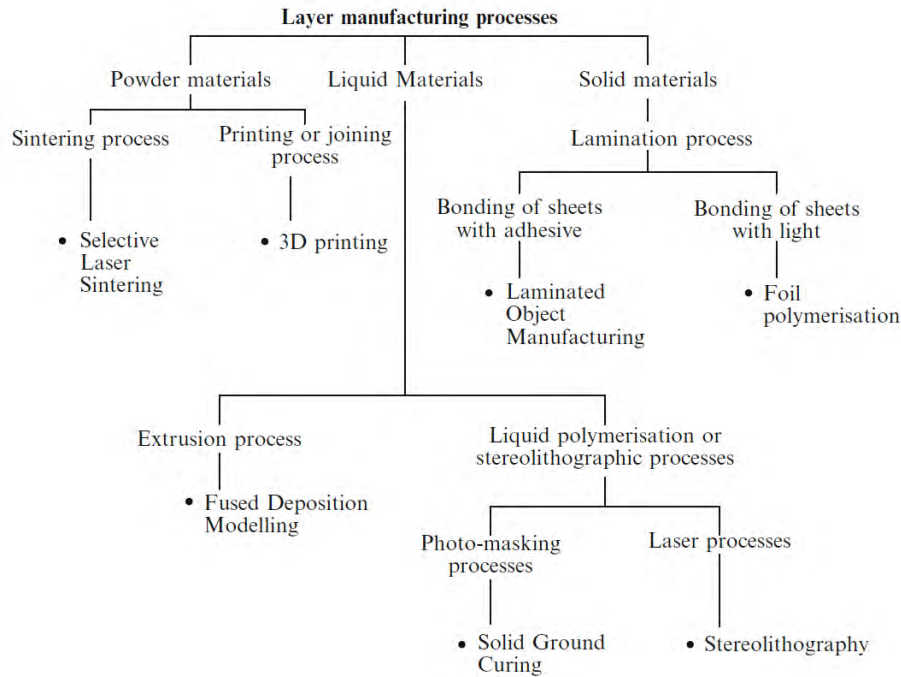 Layer manufacturing processes
Powder materials
Liquid Materials
Solid materials
Sintering process
Printing or joining
process
Lamination process
Bonding of sheets
with adhesive
Bonding of sheets
with light
• Selective
Laser
Sintering
• 3D printing
• Laminated
Object
Manufacturing
• Foil
polymerisation
Extrusion process
Liquid polymerisation or
stereolithographic processes
• Fused Deposition
Modelling
Photo-masking
processes
Laser processes
• Solid Ground
Curing
• Stereolithography